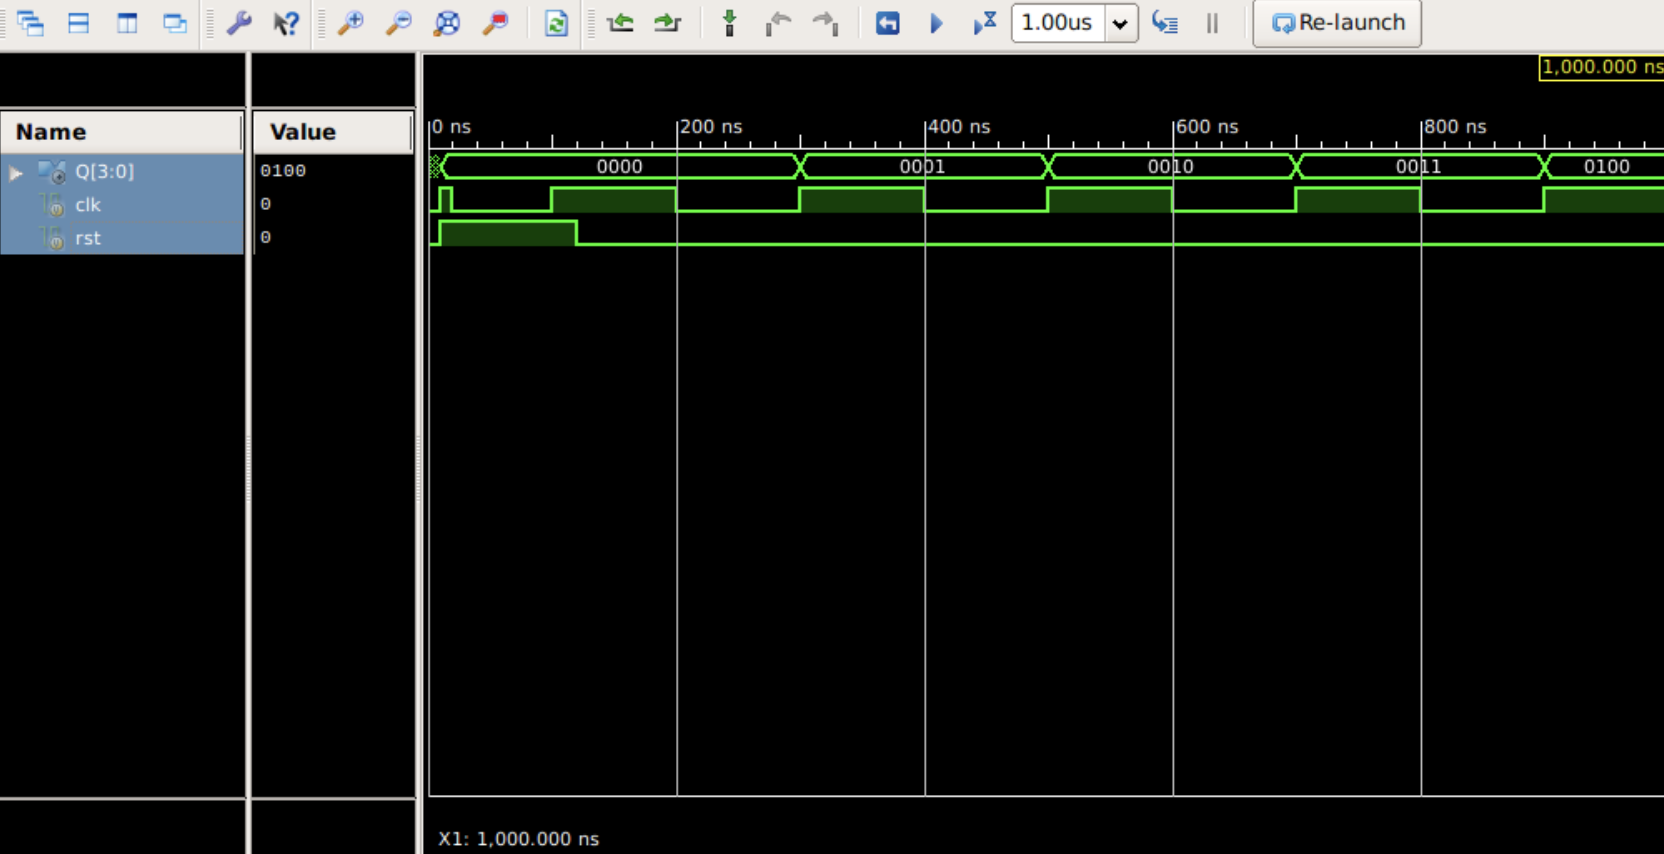 1.00us
Re-launch
1,000.000 ns
Name
Value
0 ns
200 ns
400 ns
600 ns
800 ns
Q[3:0]
0100
0000
0001
0010
0011
0100
clk
0
rst
0
X1: 1,000.000 ns